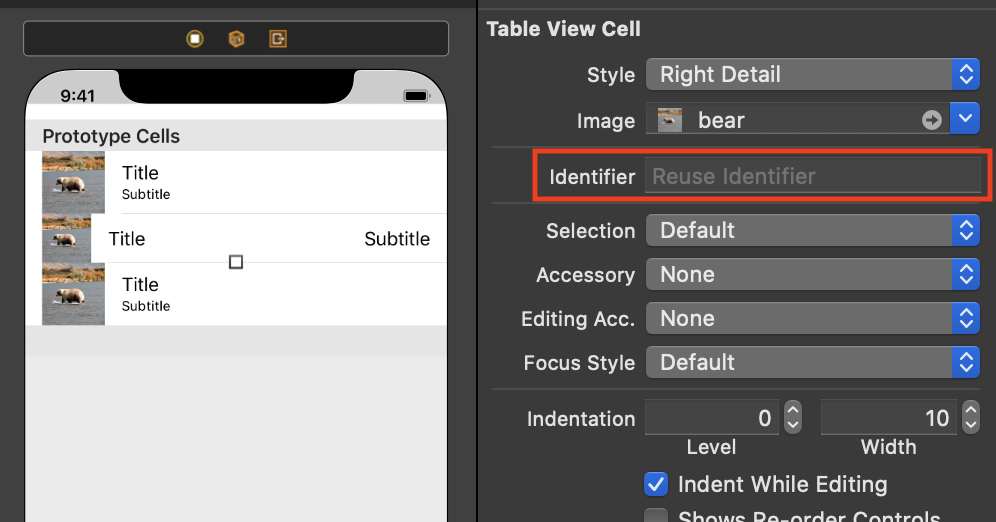 9:41
Prototype Cells
Title
Subtitle
Title Subtitle
Title
Subtitle
Table View Cell
Style Right Detail
Image bear
Identifier Reuse Identifier
Selection Default
Accessory None
Editing Acc. None
Focus Style Default
Indentation 0 10
Level Width
Indent While Editing
Shows Re-order Controls